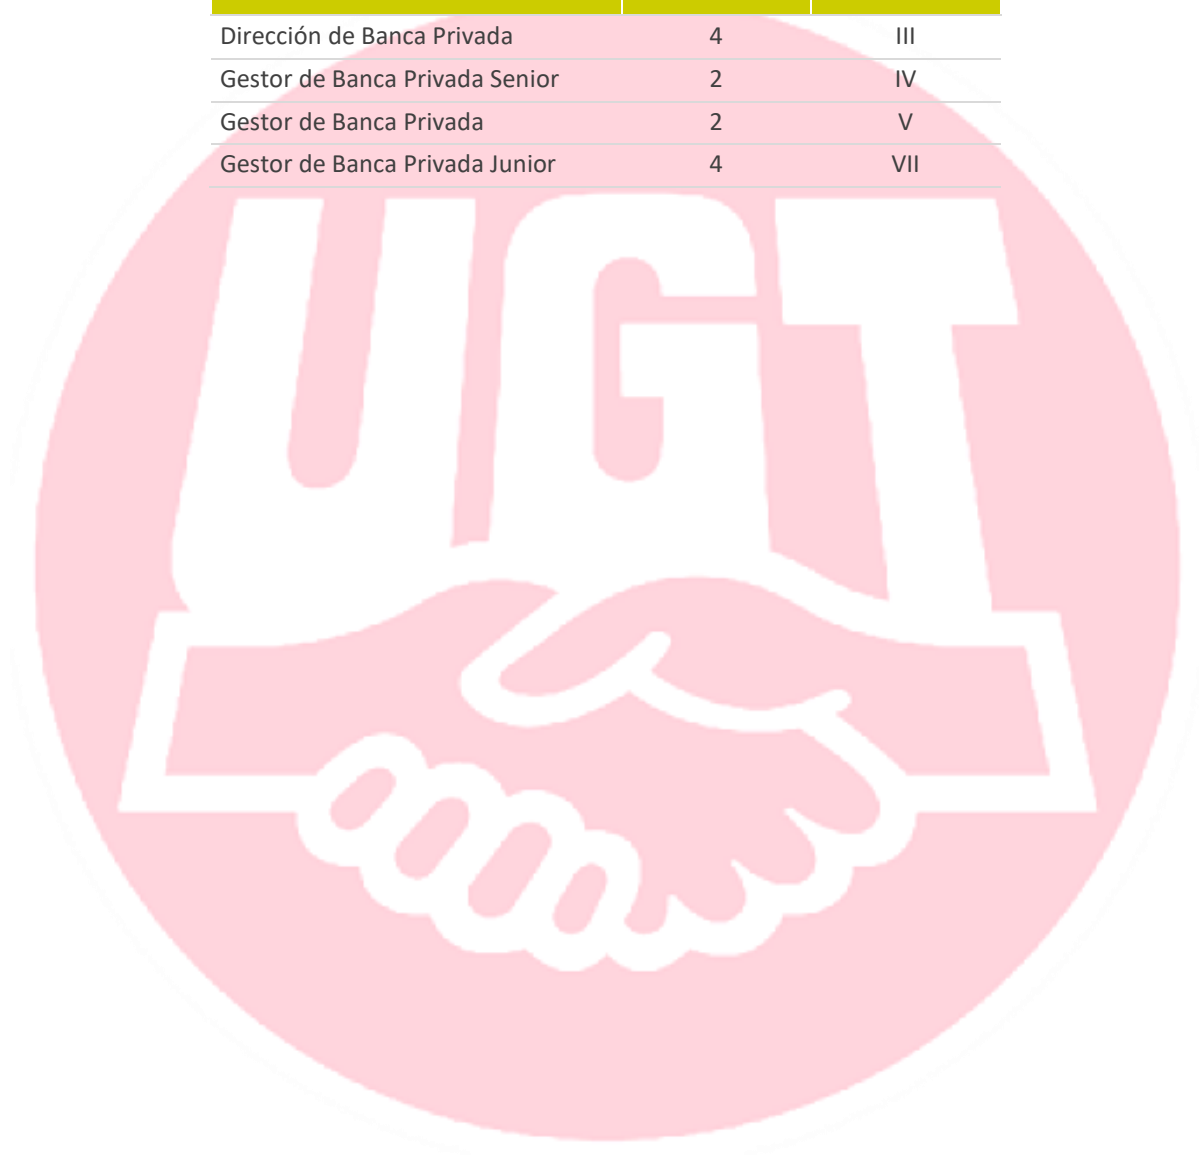 Dirección de Banca Privada 4 III
Gestor de Banca Privada Senior 2 IV
Gestor de Banca Privada 2 V
Gestor de Banca Privada Junior 4 VII
UGT